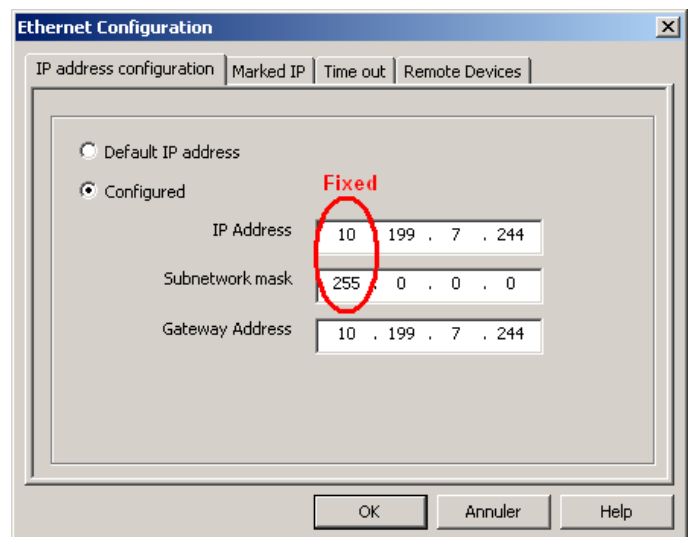 Ethernet Configuration
IP address configuration Marked IP Time out Remote Devices
Default IP address
Configured
Fixed
IP Address 10 . 199 . 7 . 244
Subnetwork mask 255 . 0 . 0 . 0
Gateway Address 10 . 199 . 7 . 244
OK Annuler Help